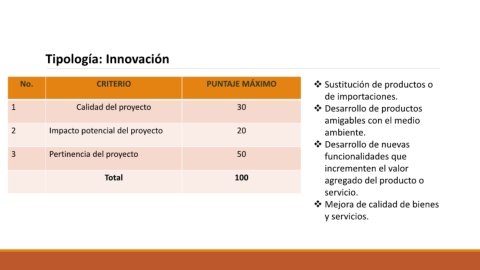 Tipología: Innovación
No. CRITERIO PUNTAJE MÁXIMO
1 Calidad del proyecto 30
2 Impacto potencial del proyecto 20
3 Pertinencia del proyecto 50
Total 100
❖ Sustitución de productos o
de importaciones.
❖ Desarrollo de productos
amigables con el medio
ambiente.
❖ Desarrollo de nuevas
funcionalidades que
incrementen el valor
agregado del producto o
servicio.
❖ Mejora de calidad de bienes
y servicios.